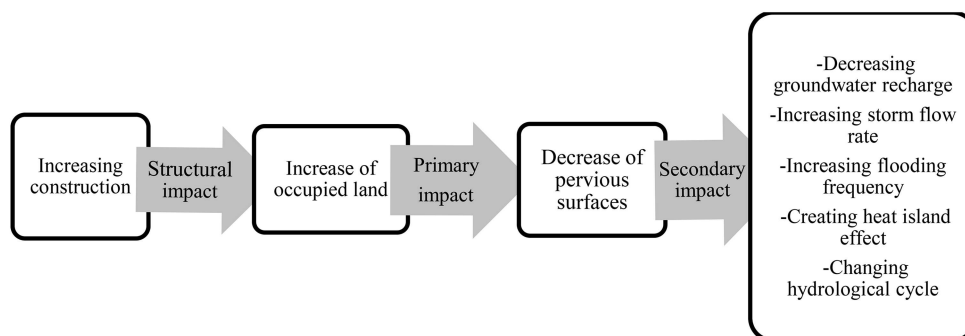 Increasing
construction
Structural
impact
Increase of
occupied land
Primary
impact
Decrease of
pervious
surfaces
Secondary
impact
-Decreasing
groundwater recharge
-Increasing storm flow
rate
-Increasing flooding
frequency
-Creating heat island
effect
-Changing
hydrological cycle